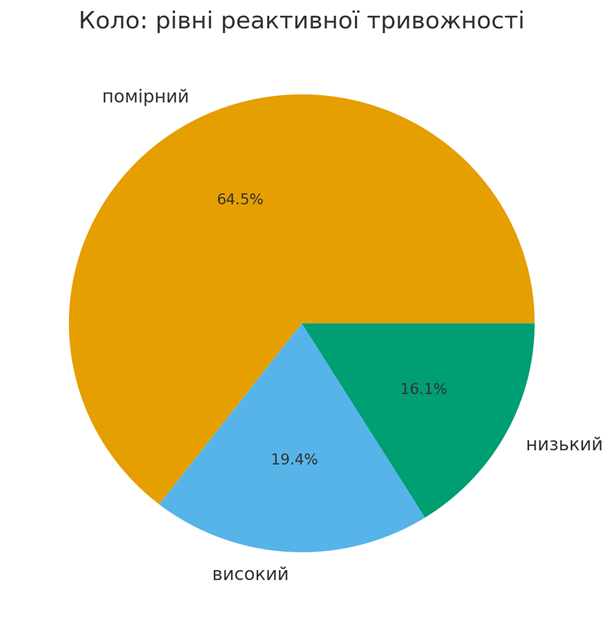 Коло: рівні реактивної тривожності
помірний
64.5%
16.1%
низький
19.4%
високий